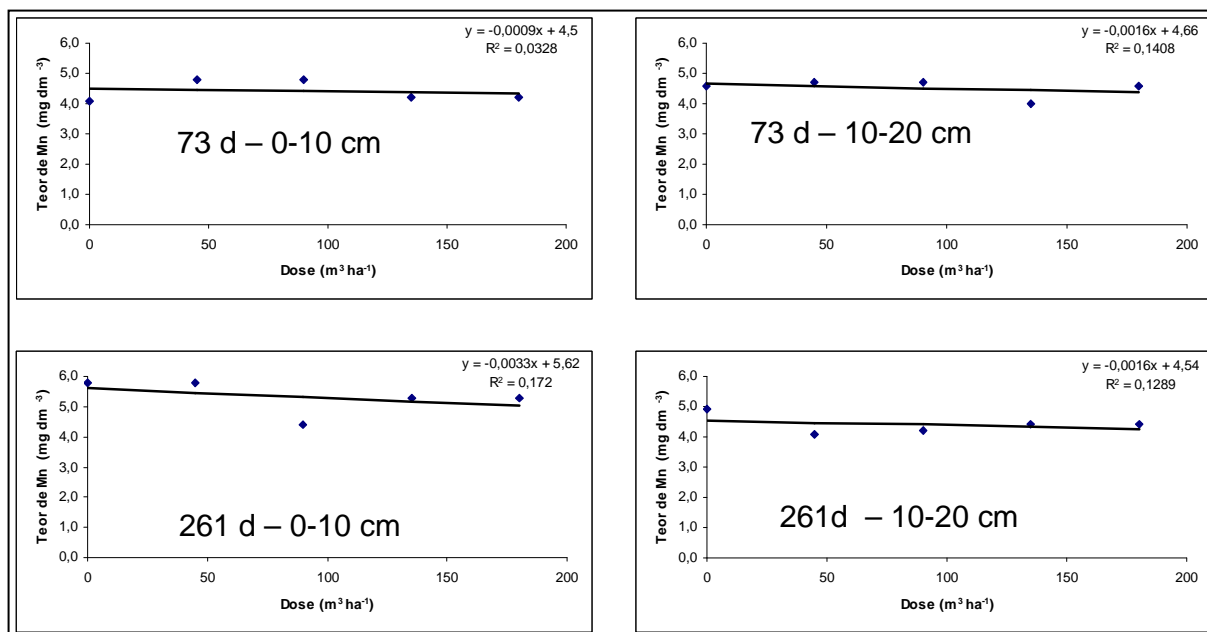 y = -0,0009x + 4,5
R² = 0,0328
6,0
5,0
4,0
3,0
2,0
1,0
0,0
0 50 100 150 200
Dose (m³ ha⁻¹)
Teor de Mn (mg dm ⁻³)
73 d – 0-10 cm
y = -0,0016x + 4,66
R² = 0,1408
6,0
5,0
4,0
3,0
2,0
1,0
0,0
0 50 100 150 200
Dose (m³ ha⁻¹)
Teor de Mn (mg dm ⁻³)
73 d – 10-20 cm
y = -0,0033x + 5,62
R² = 0,172
6,0
5,0
4,0
3,0
2,0
1,0
0,0
0 50 100 150 200
Dose (m³ ha⁻¹)
Teor de Mn (mg dm ⁻³)
261 d – 0-10 cm
y = -0,0016x + 4,54
R² = 0,1289
6,0
5,0
4,0
3,0
2,0
1,0
0,0
0 50 100 150 200
Dose (m³ ha⁻¹)
Teor de Mn (mg dm ⁻³)
261d – 10-20 cm